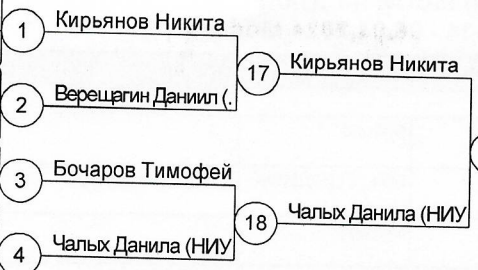 1 Кирьянов Никита
17 Кирьянов Никита
2 Верещагин Даниил (.
3 Бочаров Тимофей
18 Чалых Данила (НИУ
4 Чалых Данила (НИУ